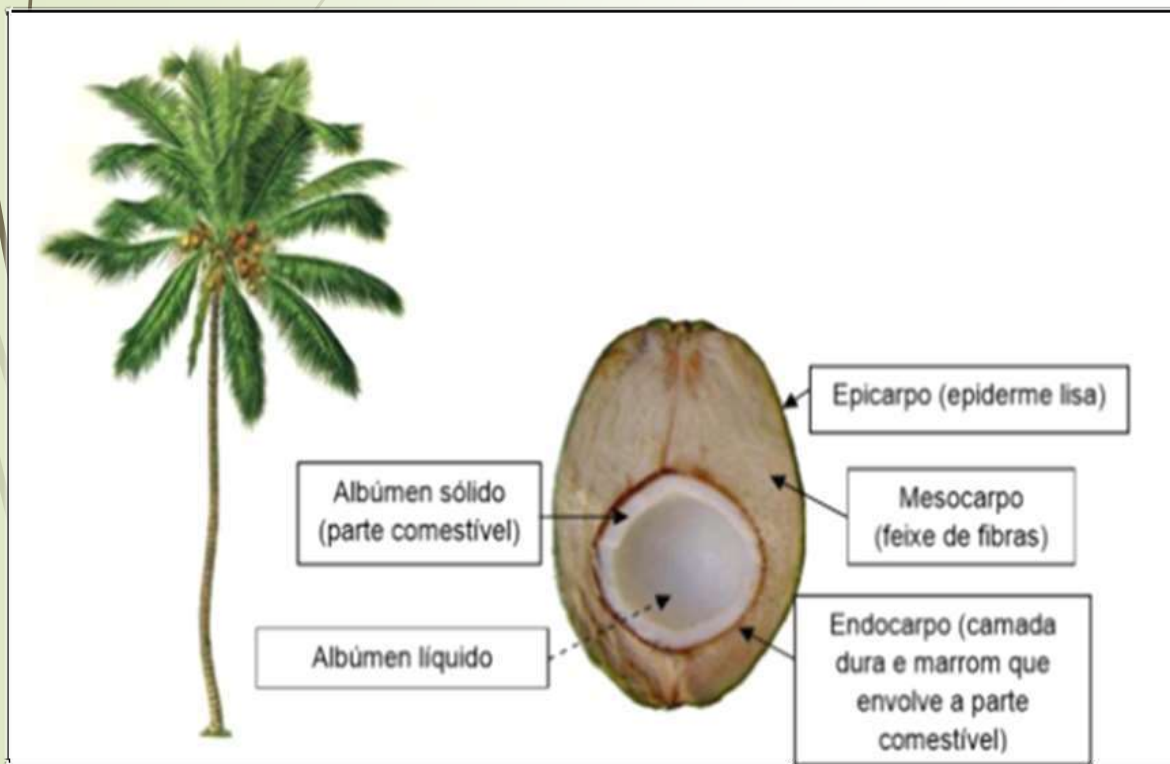 Epicarpo (epiderme lisa)
Albúmen sólido
(parte comestível)
Mesocarpo
(feixe de fibras)
Albúmen líquido
Endocarpo (camada
dura e marrom que
envolve a parte
comestível)